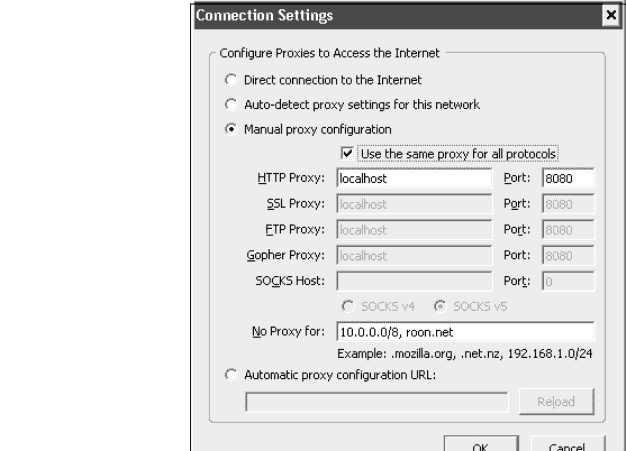 Connection Settings
Configure Proxies to Access the Internet
Direct connection to the Internet
Auto-detect proxy settings for this network
Manual proxy configuration
Use the same proxy for all protocols
HTTP Proxy: localhost Port: 8080
SSL Proxy: localhost Port: 8080
FTP Proxy: localhost Port: 8080
Gopher Proxy: localhost Port: 8080
SOCKS Host: Port: 0
SOCKS v4 SOCKS v5
No Proxy for: 10.0.0.0/8, roon.net
Example: .mozilla.org, .net.nz, 192.168.1.0/24
Automatic proxy configuration URL:
Reload
OK Cancel